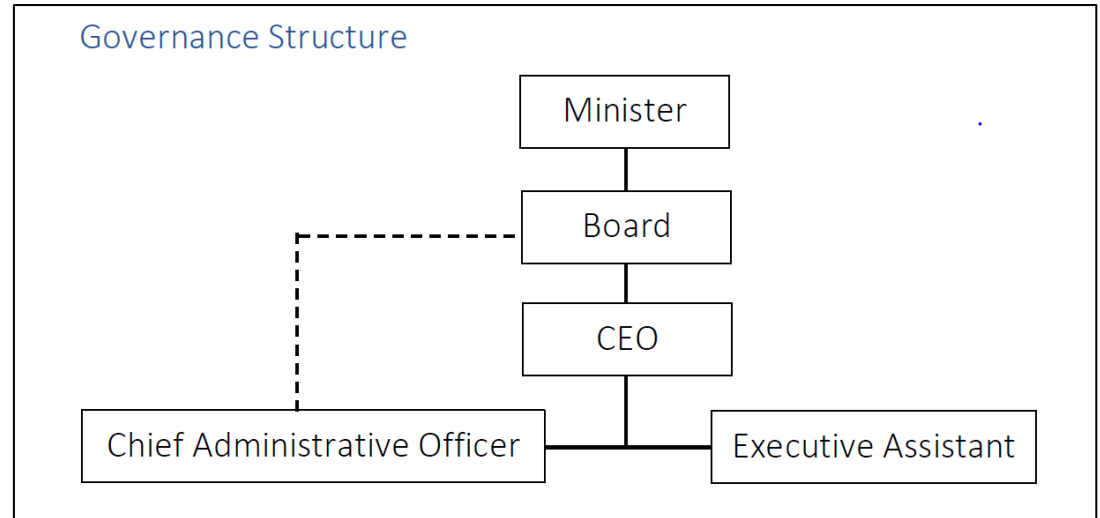 Governance Structure
Minister
Board
CEO
Chief Administrative Officer
Executive Assistant